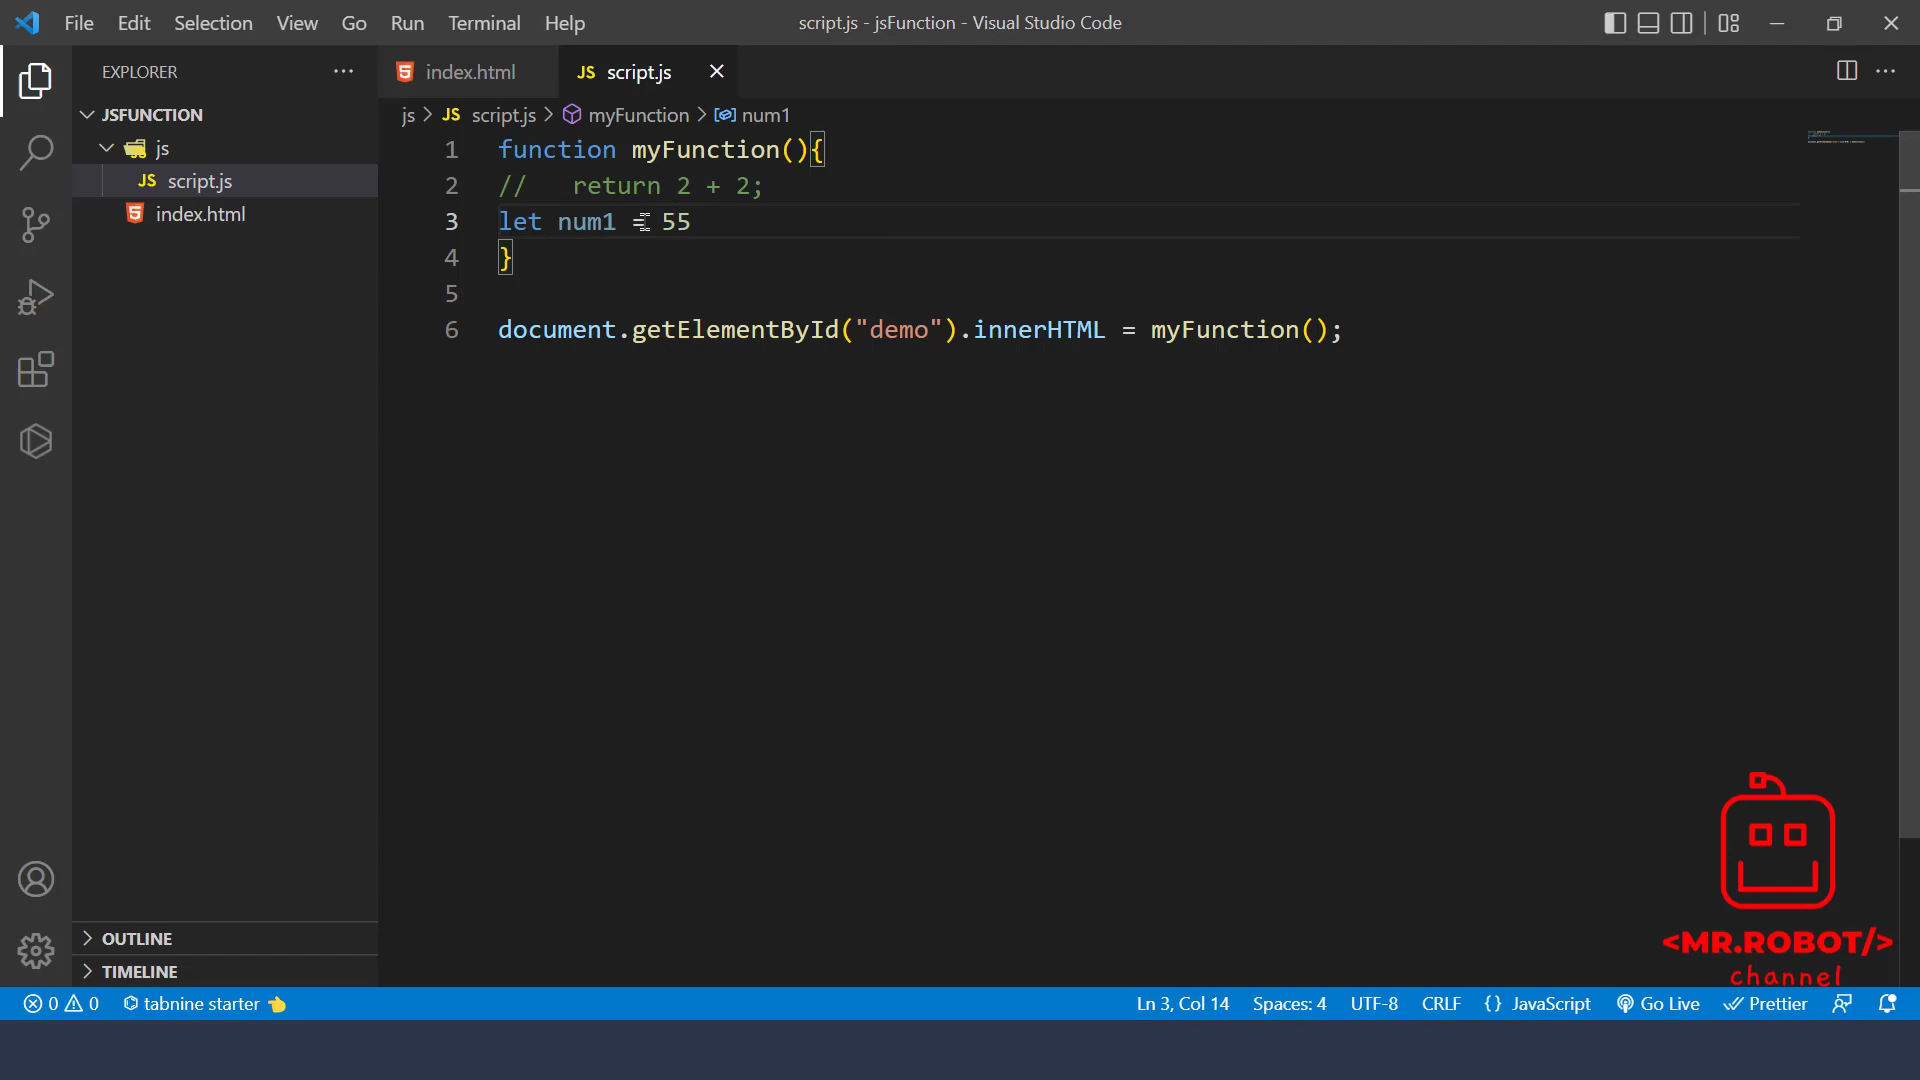 File Edit Selection View Go Run Terminal Help script.js - jsFunction - Visual Studio Code
EXPLORER
index.html
JS script.js
JSFUNCTION
js
JS script.js
index.html
js > JS script.js > myFunction > num1
1 function myFunction(){
2 //   return 2 + 2;
3 let num1 = 55
4 }
5
6 document.getElementById("demo").innerHTML = myFunction();
<MR.ROBOT/>
channel
OUTLINE
TIMELINE
0 0 tabnine starter Ln 3, Col 14 Spaces: 4 UTF-8 CRLF {} JavaScript Go Live Prettier